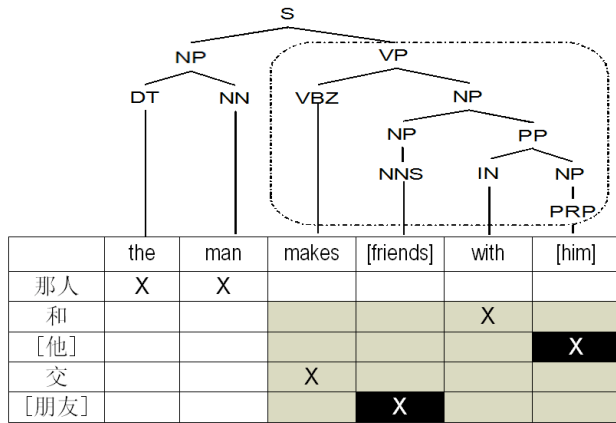 S
NP VP
DT NN VBZ NP
NP PP
NNS IN NP
PRP
the man makes [friends] with [him]
那人 X X
和 X
[他] X
交 X
[朋友] X